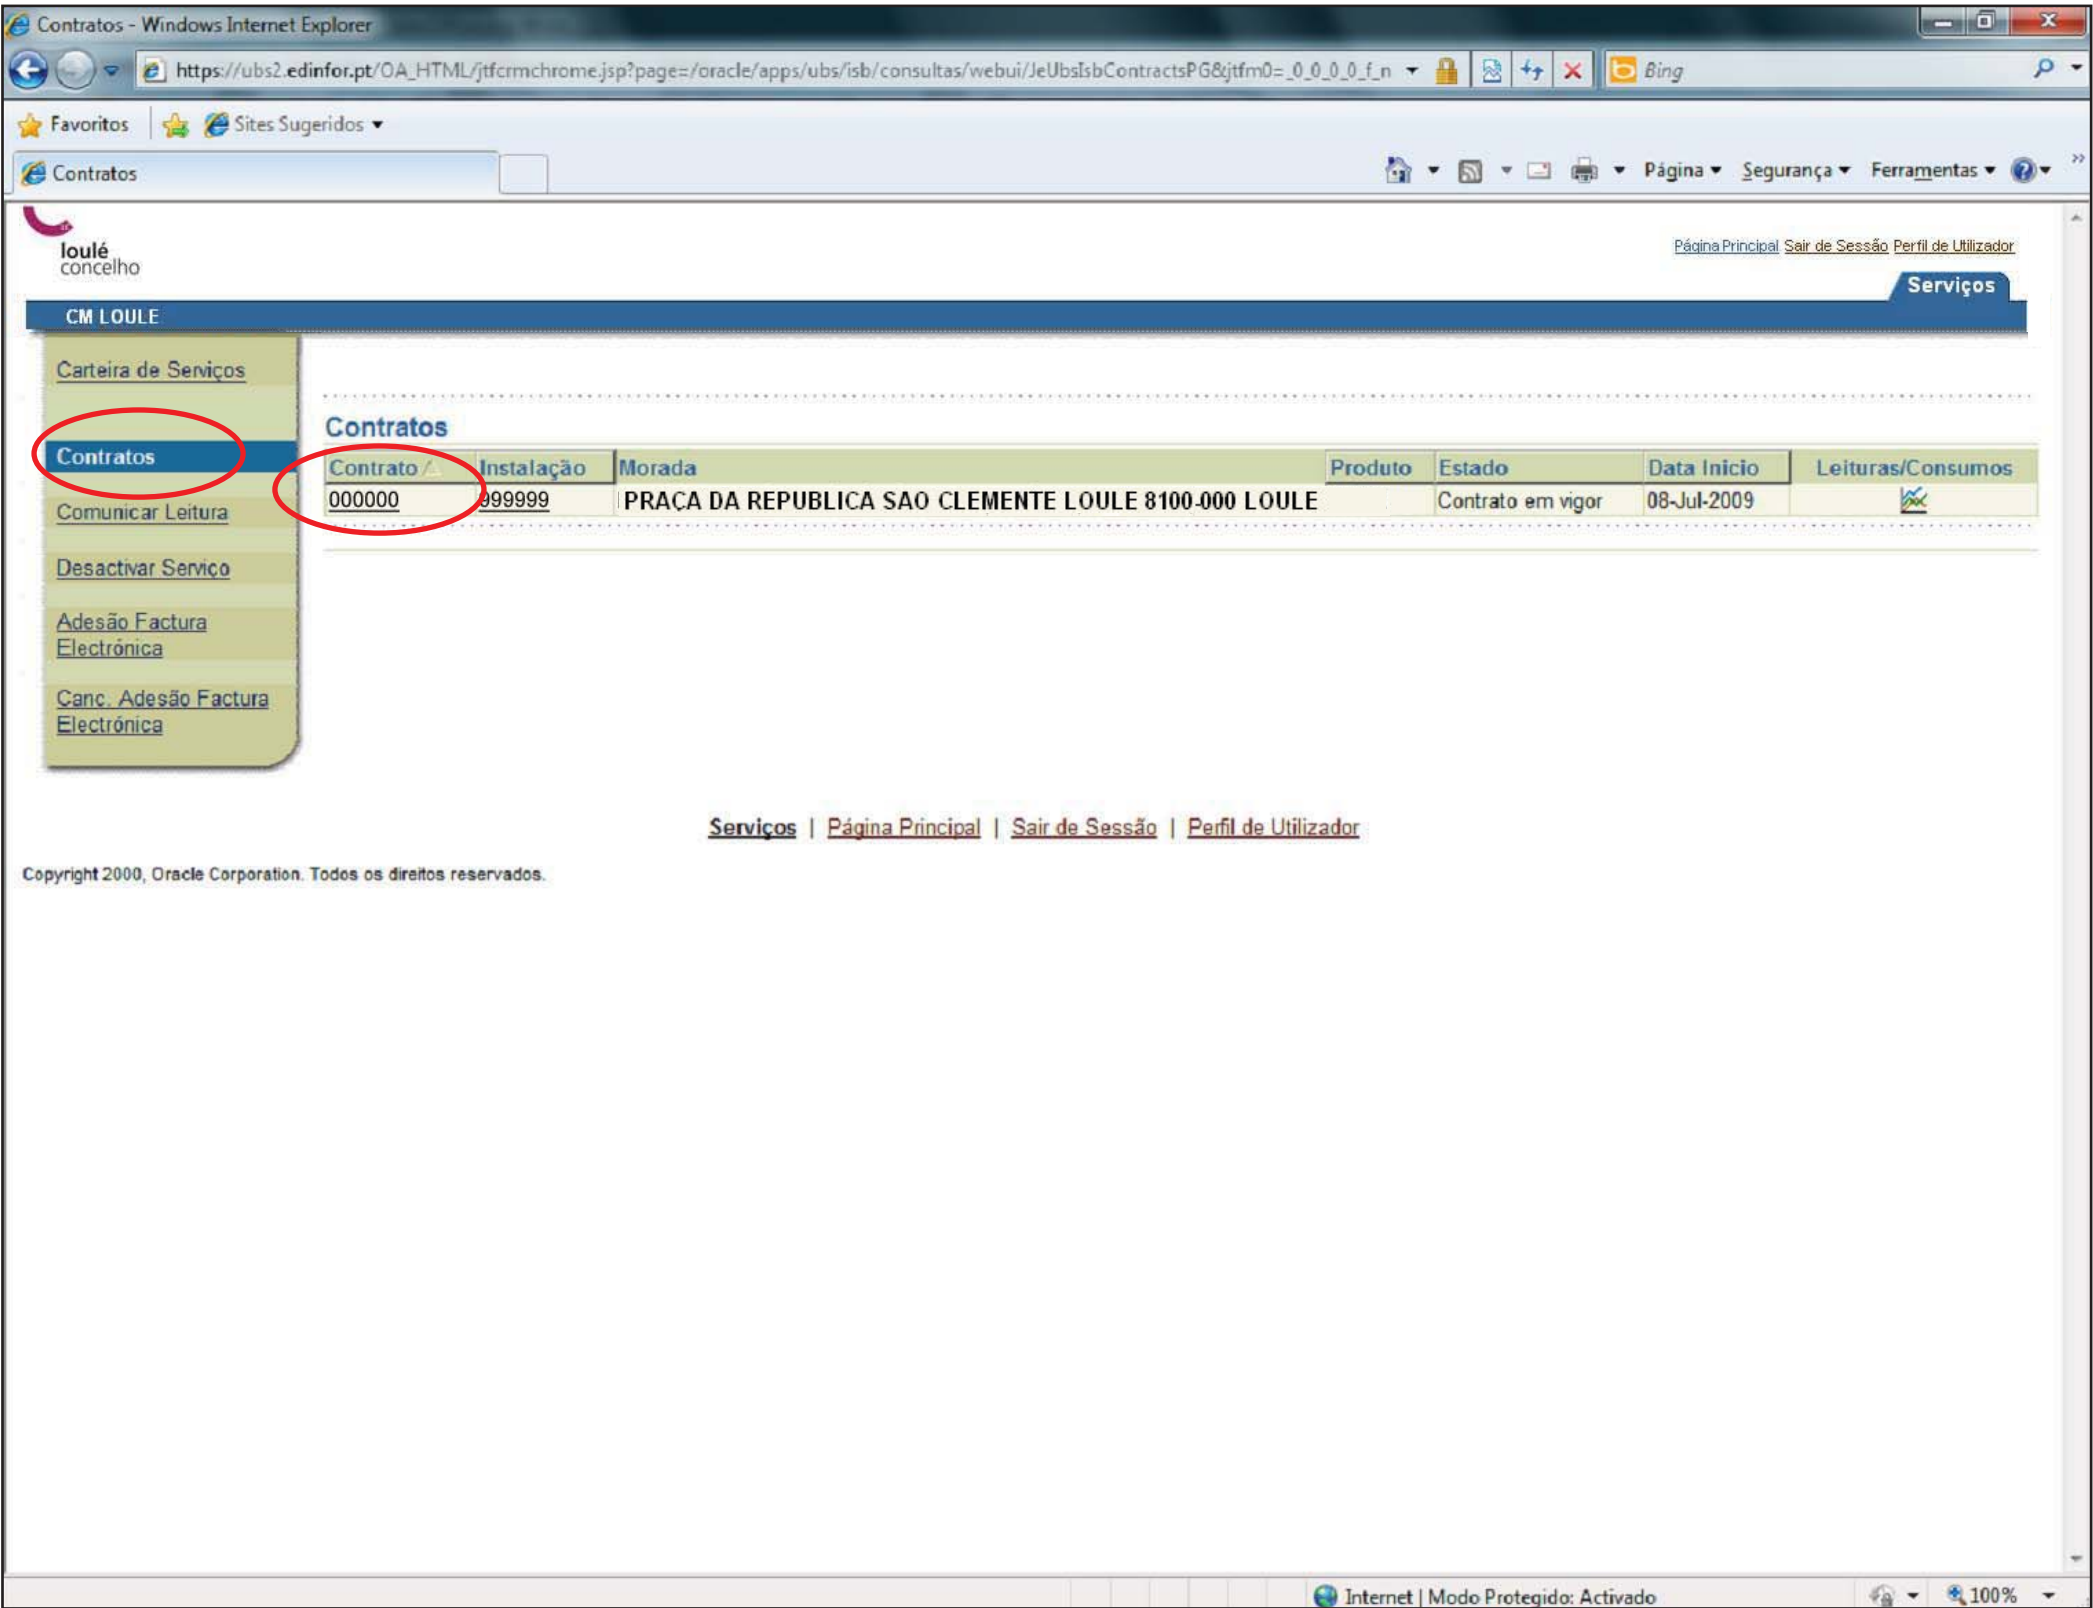 Contratos - Windows Internet Explorer
https://ubs2.edinfor.pt/OA_HTML/jtfcrmchrome.jsp?page=/oracle/apps/ubs/isb/consultas/webui/JeUbsIsbContractsPG&jtfm0=_0_0_0_0_f_n
Bing
Favoritos
Sites Sugeridos
Contratos
Página
Segurança
Ferramentas
loulé
concelho
Página Principal Sair de Sessão Perfil de Utilizador
Serviços
CM LOULE
Carteira de Serviços
Contratos
Comunicar Leitura
Desactivar Serviço
Adesão Factura
Electrónica
Canc. Adesão Factura
Electrónica
Contratos
Contrato Instalação Morada Produto Estado Data Inicio Leituras/Consumos
000000 999999 PRAÇA DA REPUBLICA SAO CLEMENTE LOULE 8100-000 LOULE Contrato em vigor 08-Jul-2009
Serviços | Página Principal | Sair de Sessão | Perfil de Utilizador
Copyright 2000, Oracle Corporation. Todos os direitos reservados.
Internet | Modo Protegido: Activado
100%